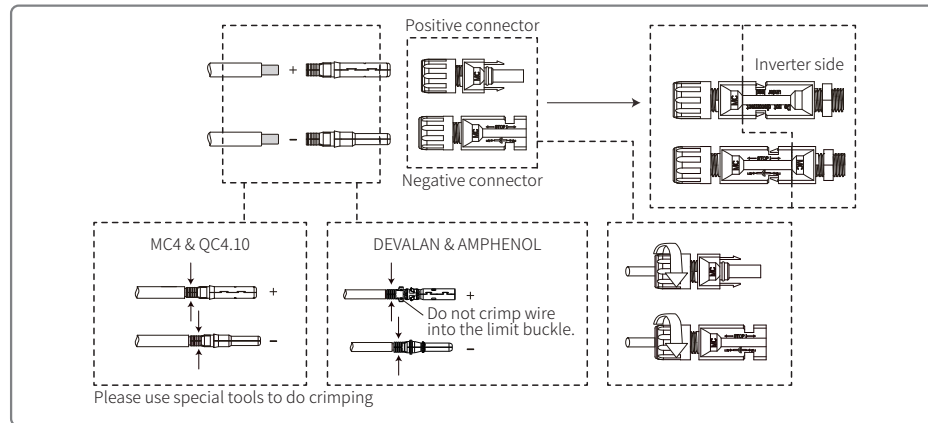 Positive connector
Inverter side
+
−
Negative connector
MC4 & QC4.10
DEVALAN & AMPHENOL
+
−
+
Do not crimp wire
into the limit buckle.
−
Please use special tools to do crimping